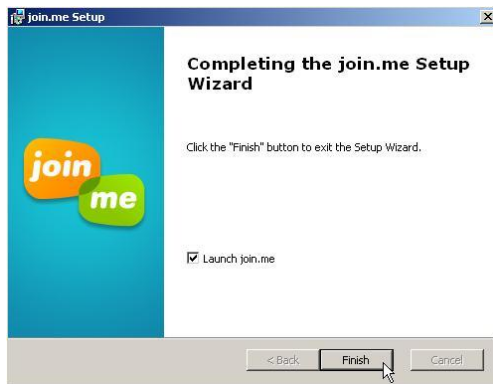 join.me Setup
Completing the join.me Setup
Wizard
Click the "Finish" button to exit the Setup Wizard.
join
me
Launch join.me
< Back
Finish
Cancel